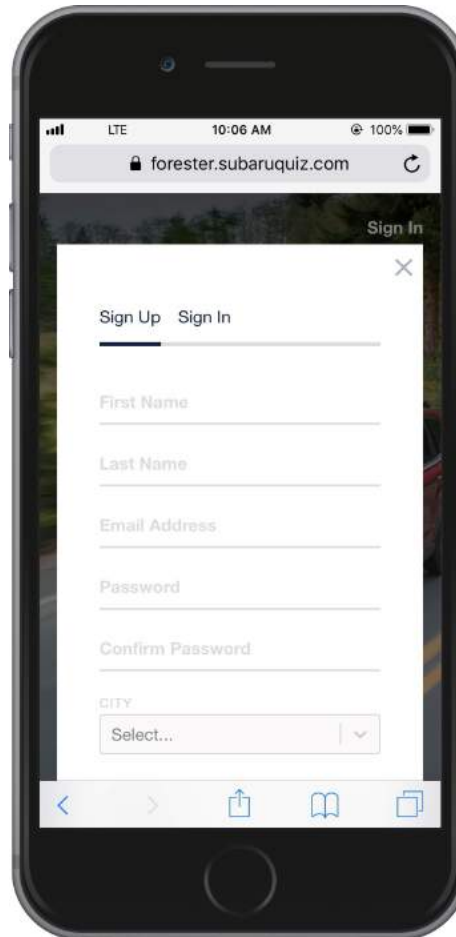 LTE 10:06 AM 100%
forester.subaruquiz.com
Sign In
Sign Up Sign In
First Name
Last Name
Email Address
Password
Confirm Password
CITY
Select...